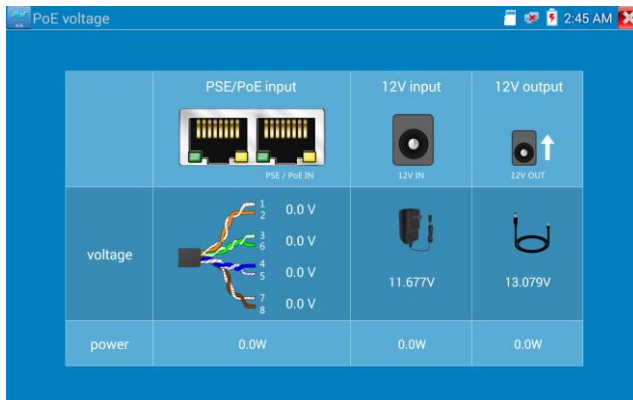 PoE voltage 2:45 AM
PSE/PoE input 12V input 12V output
PSE / PoE IN 12V IN 12V OUT
1
2 0.0 V
3
6 0.0 V
voltage
4
5 0.0 V
11.677V 13.079V
7
8 0.0 V
power 0.0W 0.0W 0.0W